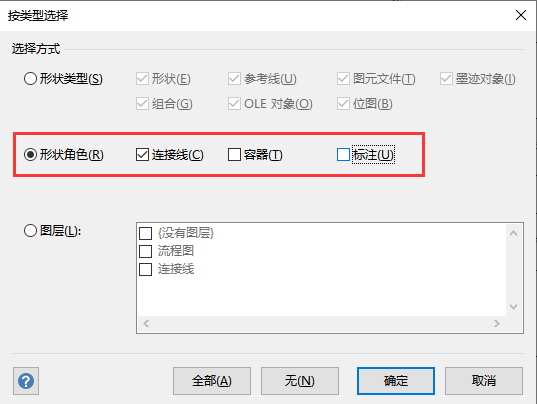 按类型选择
选择方式
形状类型(S) 形状(E) 参考线(U) 图元文件(T) 墨迹对象(I)
组合(G) OLE 对象(O) 位图(B)
形状角色(R) 连接线(C) 容器(T) 标注(U)
图层(L): {没有图层}
流程图
连接线
? 全部(A) 无(N) 确定 取消